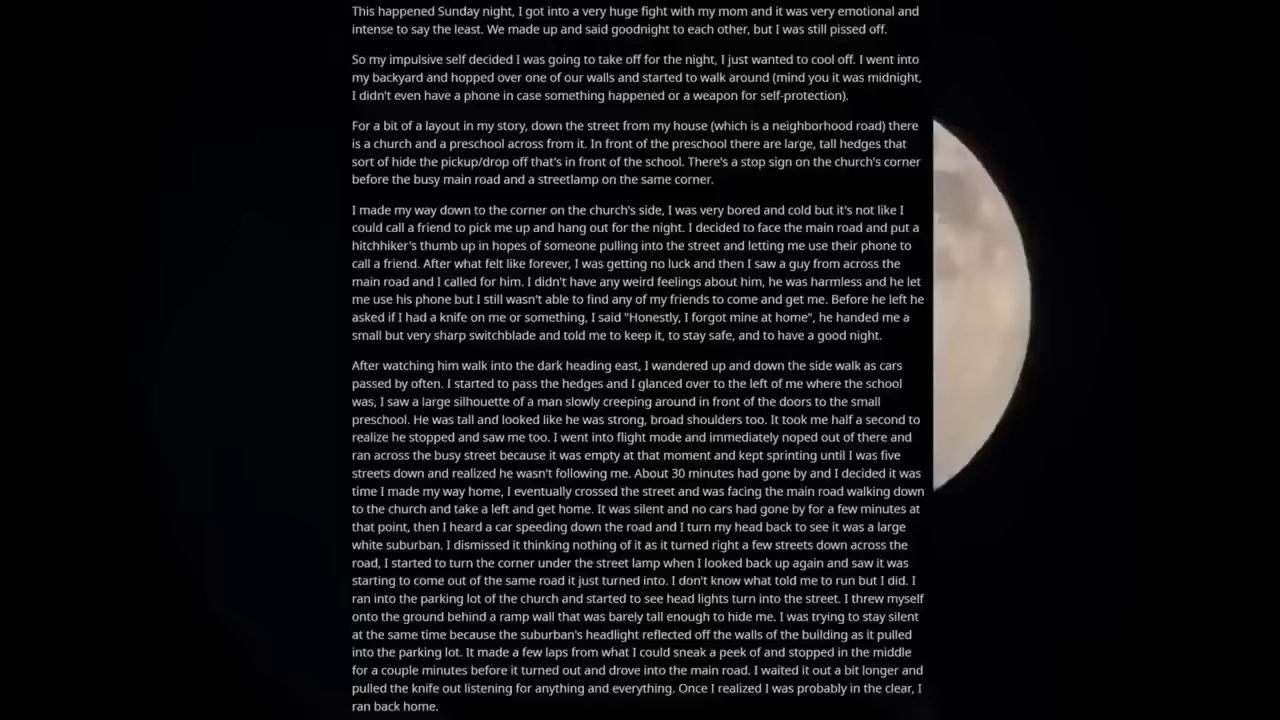 This happened Sunday night, I got into a very huge fight with my mom and it was very emotional and
intense to say the least. We made up and said goodnight to each other, but I was still pissed off.
So my impulsive self decided I was going to take off for the night, I just wanted to cool off. I went into
my backyard and hopped over one of our walls and started to walk around (mind you it was midnight,
I didn't even have a phone in case something happened or a weapon for self-protection).
For a bit of a layout in my story, down the street from my house (which is a neighborhood road) there
is a church and a preschool across from it. In front of the preschool there are large, tall hedges that
sort of hide the pickup/drop off that's in front of the school. There's a stop sign on the church's corner
before the busy main road and a streetlamp on the same corner.
I made my way down to the corner on the church's side, I was very bored and cold but it's not like I
could call a friend to pick me up and hang out for the night. I decided to face the main road and put a
hitchhiker's thumb up in hopes of someone pulling into the street and letting me use their phone to
call a friend. After what felt like forever, I was getting no luck and then I saw a guy from across the
main road and I called for him. I didn't have any weird feelings about him, he was harmless and he let
me use his phone but I still wasn't able to find any of my friends to come and get me. Before he left he
asked if I had a knife on me or something, I said "Honestly, I forgot mine at home", he handed me a
small but very sharp switchblade and told me to keep it, to stay safe, and to have a good night.
After watching him walk into the dark heading east, I wandered up and down the side walk as cars
passed by often. I started to pass the hedges and I glanced over to the left of me where the school
was, I saw a large silhouette of a man slowly creeping around in front of the doors to the small
preschool. He was tall and looked like he was strong, broad shoulders too. It took me half a second to
realize he stopped and saw me too. I went into flight mode and immediately noped out of there and
ran across the busy street because it was empty at that moment and kept sprinting until I was five
streets down and realized he wasn't following me. About 30 minutes had gone by and I decided it was
time I made my way home, I eventually crossed the street and was facing the main road walking down
to the church and take a left and get home. It was silent and no cars had gone by for a few minutes at
that point, then I heard a car speeding down the road and I turn my head back to see it was a large
white suburban. I dismissed it thinking nothing of it as it turned right a few streets down across the
road, I started to turn the corner under the street lamp when I looked back up again and saw it was
starting to come out of the same road it just turned into. I don't know what told me to run but I did. I
ran into the parking lot of the church and started to see head lights turn into the street. I threw myself
onto the ground behind a ramp wall that was barely tall enough to hide me. I was trying to stay silent
at the same time because the suburban's headlight reflected off the walls of the building as it pulled
into the parking lot. It made a few laps from what I could sneak a peek of and stopped in the middle
for a couple minutes before it turned out and drove into the main road. I waited it out a bit longer and
pulled the knife out listening for anything and everything. Once I realized I was probably in the clear, I
ran back home.